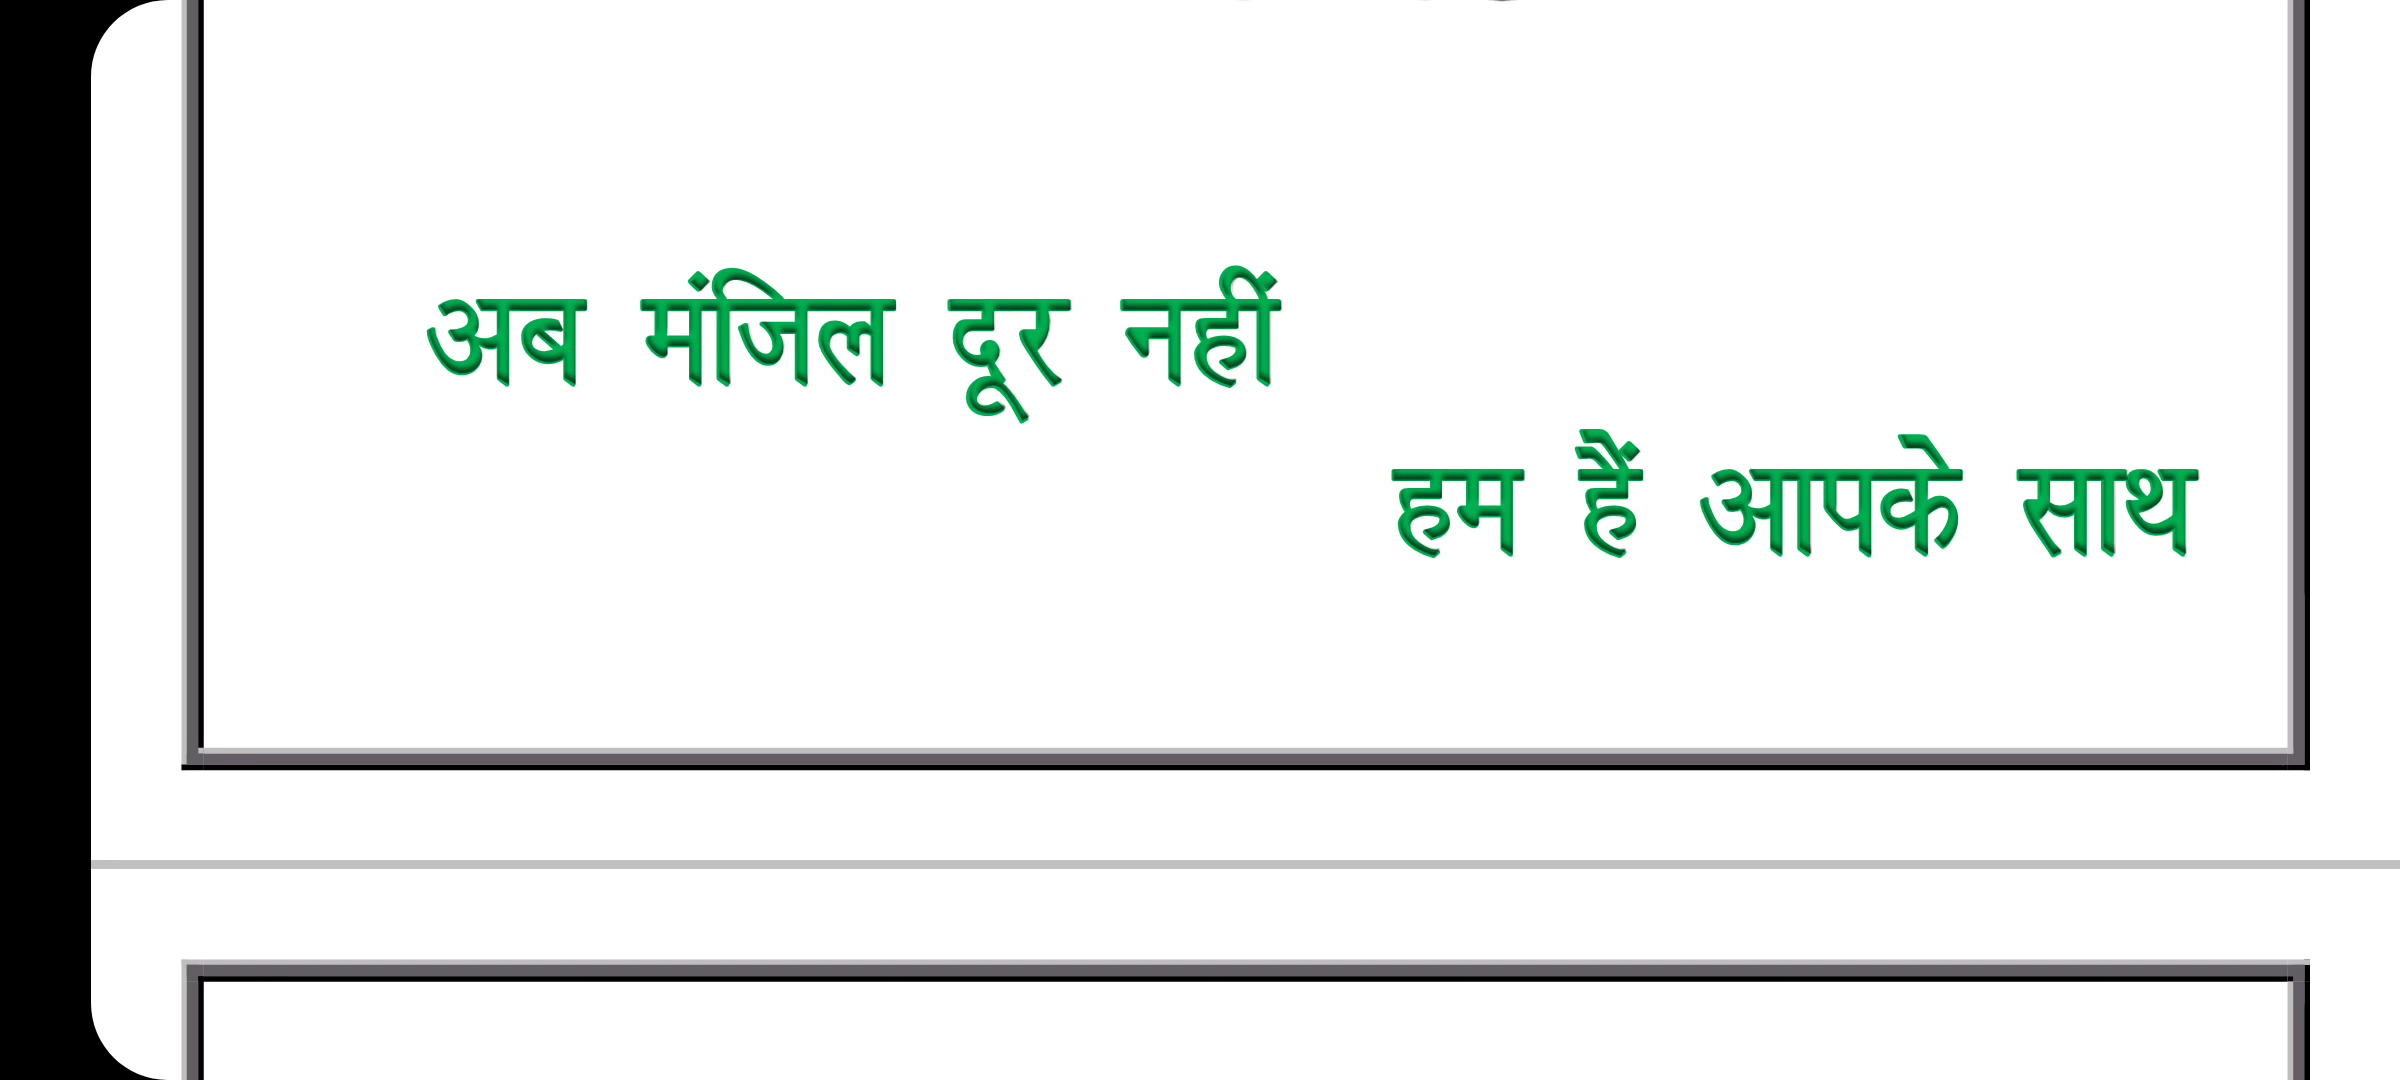 अब मंजिल दूर नहीं
हम हैं आपके साथ